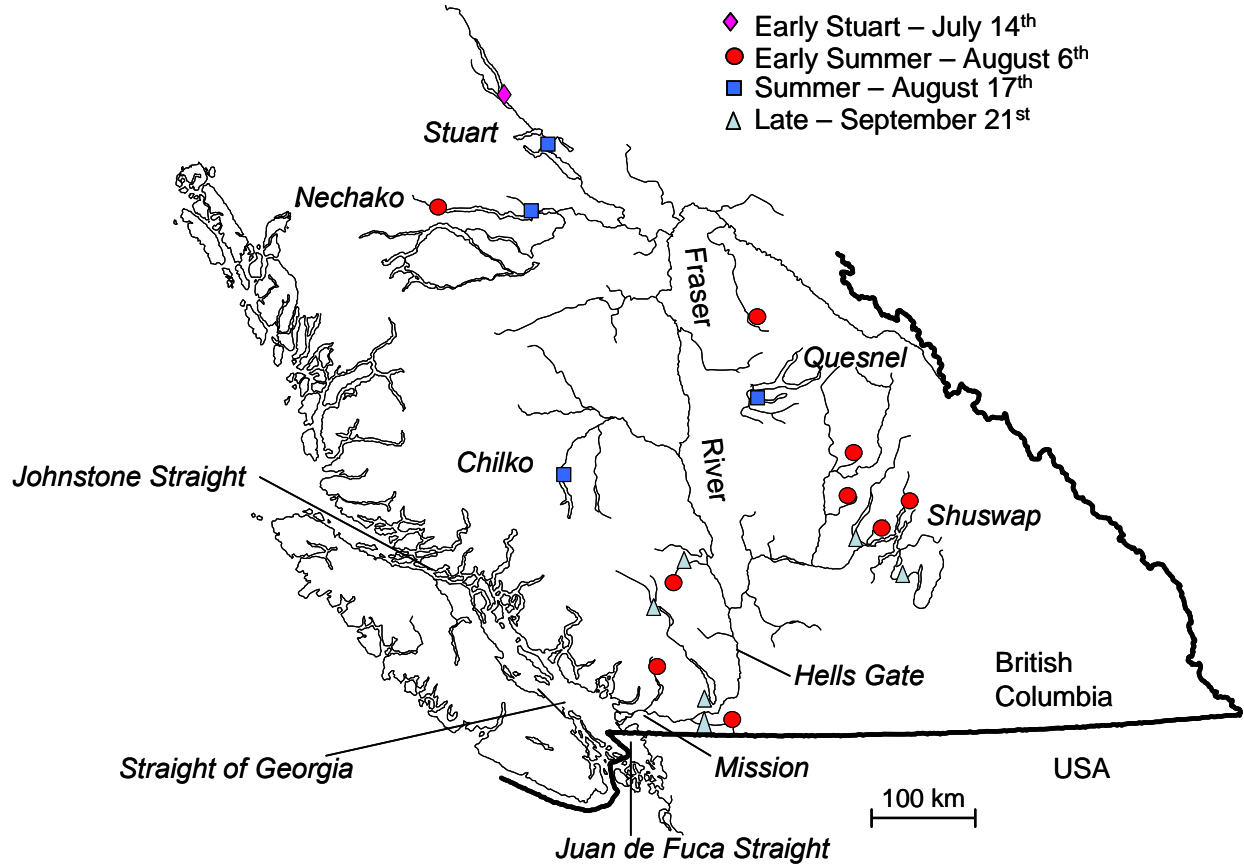 Early Stuart – July 14th
Early Summer – August 6th
Summer – August 17th
Late – September 21st
Stuart
Nechako
Fraser
Quesnel
River
Chilko
Johnstone Straight
Shuswap
Hells Gate
British
Columbia
Straight of Georgia
Mission
USA
100 km
Juan de Fuca Straight